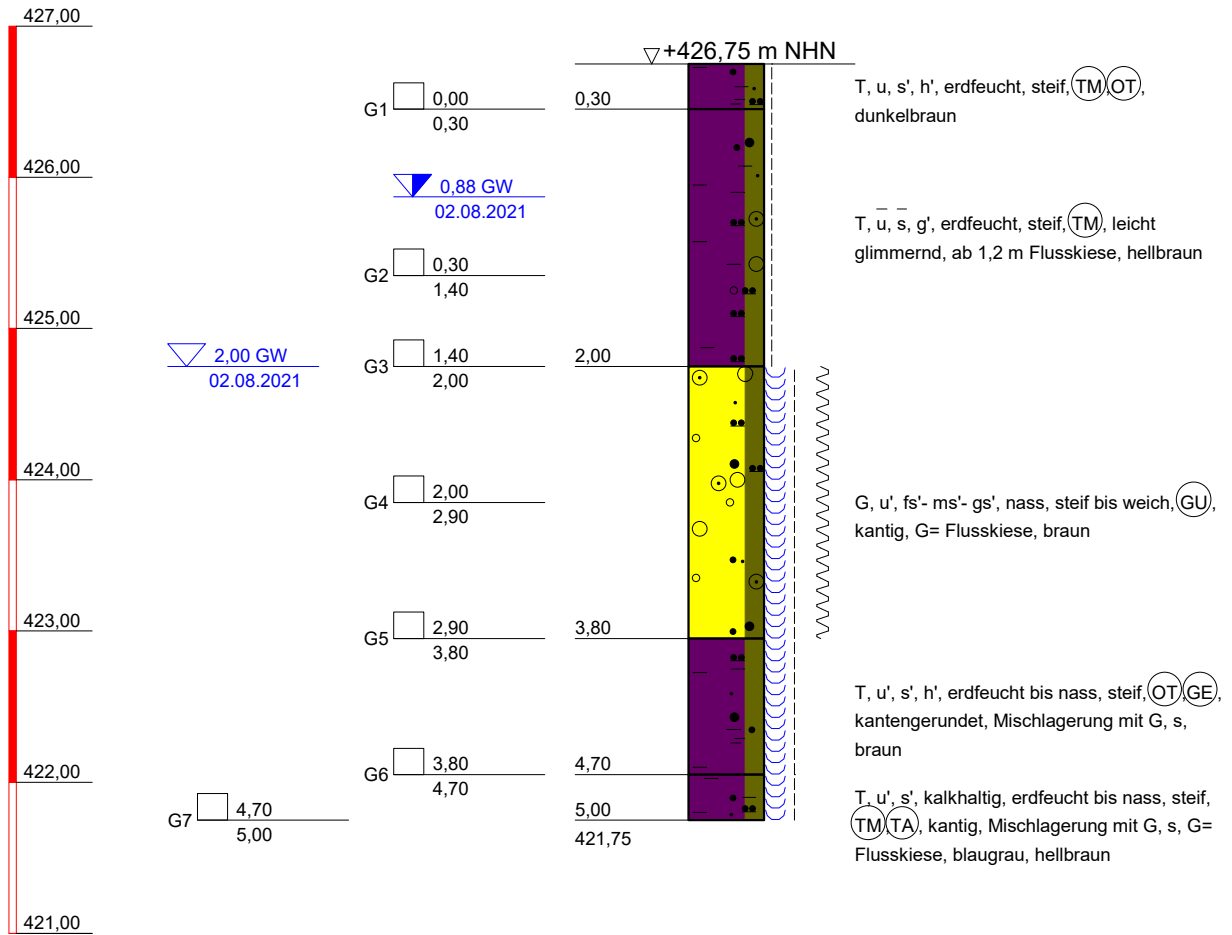 427,00
+426,75 m NHN
G1
0,00
0,30
0,30
T, u, s', h', erdfeucht, steif, TM, OT,
dunkelbraun
426,00
0,88 GW
02.08.2021
T, u̅, s̅, g', erdfeucht, steif, TM, leicht
glimmernd, ab 1,2 m Flusskiese, hellbraun
G2
0,30
1,40
425,00
2,00 GW
02.08.2021
G3
1,40
2,00
2,00
424,00
G4
2,00
2,90
G, u', fs'- ms'- gs', nass, steif bis weich, GU,
kantig, G= Flusskiese, braun
423,00
G5
2,90
3,80
3,80
T, u', s', h', erdfeucht bis nass, steif, OT, GE,
kantengerundet, Mischlagerung mit G, s,
braun
422,00
G6
3,80
4,70
4,70
G7
4,70
5,00
5,00
421,75
T, u', s', kalkhaltig, erdfeucht bis nass, steif,
TM, TA, kantig, Mischlagerung mit G, s, G=
Flusskiese, blaugrau, hellbraun
421,00